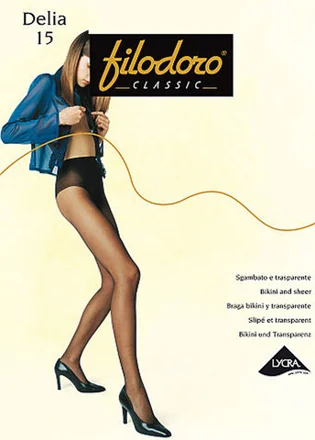 Delia
15
filodoro®
CLASSIC
Sgambato e trasparente
Bikini and sheer
Braga bikini y transparente
Slipé et transparent
Bikini und Transparenz
LYCRA